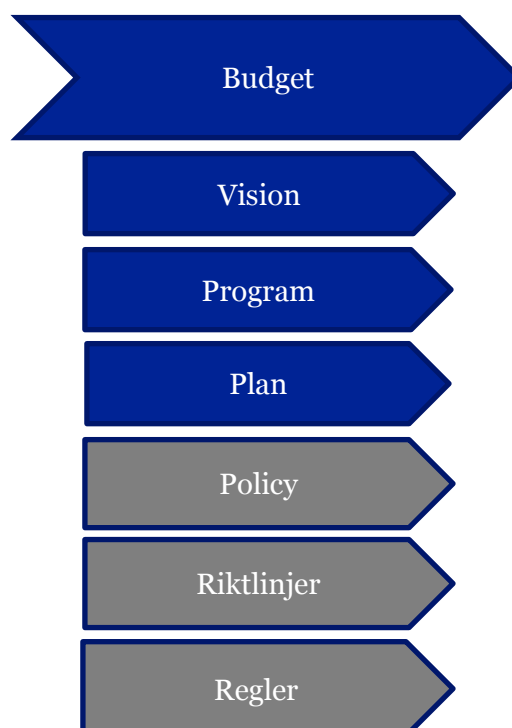 Budget
Vision
Program
Plan
Policy
Riktlinjer
Regler